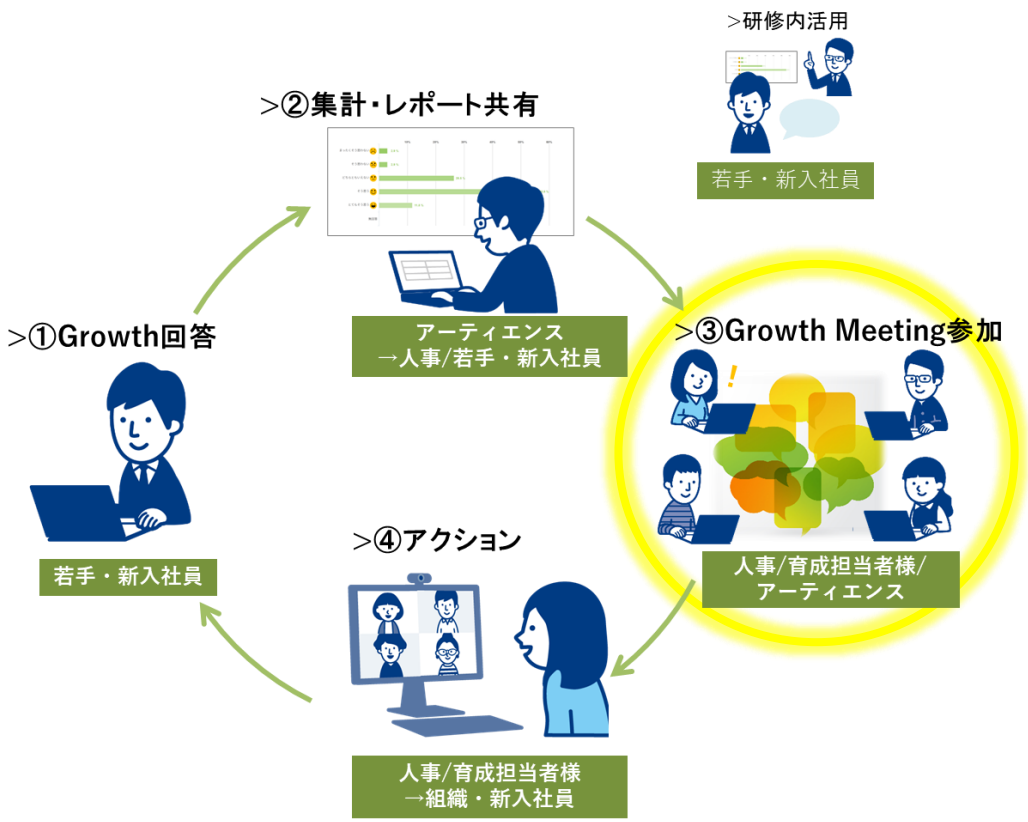 >研修内活用
若手・新入社員
>②集計・レポート共有
アーティエンス
→人事/若手・新入社員
>③Growth Meeting参加
!
人事/育成担当者様/
アーティエンス
>④アクション
人事/育成担当者様
→組織・新入社員
>①Growth回答
若手・新入社員